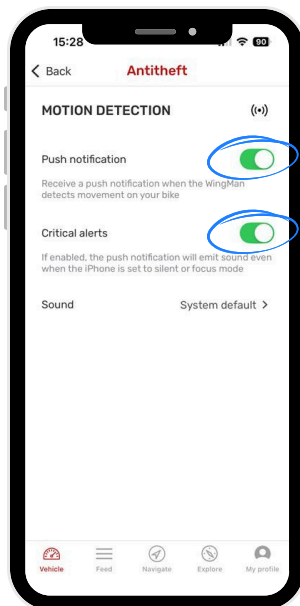 15:28
90
Back
Antitheft
MOTION DETECTION
Push notification
Receive a push notification when the WingMan
detects movement on your bike
Critical alerts
If enabled, the push notification will emit sound even
when the iPhone is set to silent or focus mode
Sound
System default
Vehicle
Feed
Navigate
Explore
My profile